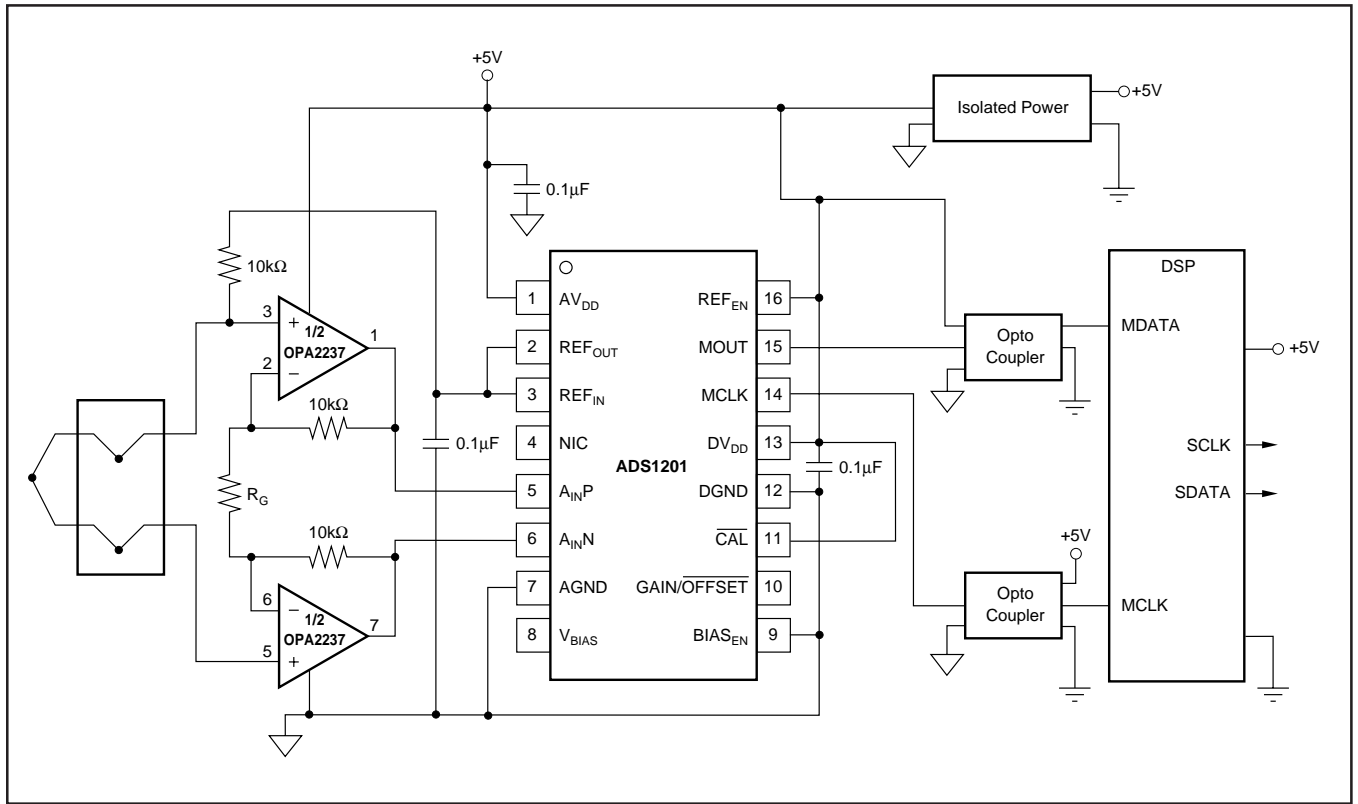 +5V
Isolated Power
+5V
0.1µF
10kΩ
3
+
1/2
OPA2237
1
2
−
10kΩ
0.1µF
RG
10kΩ
6
−
1/2
OPA2237
7
5
+
ADS1201
1 AVDD
2 REFOUT
3 REFIN
4 NIC
5 AINP
6 AINN
7 AGND
8 VBIAS
REFEN 16
MOUT 15
MCLK 14
DVDD 13
DGND 12
CAL 11
GAIN/OFFSET 10
BIASEN 9
0.1µF
Opto
Coupler
+5V
Opto
Coupler
DSP
MDATA
+5V
SCLK
SDATA
MCLK